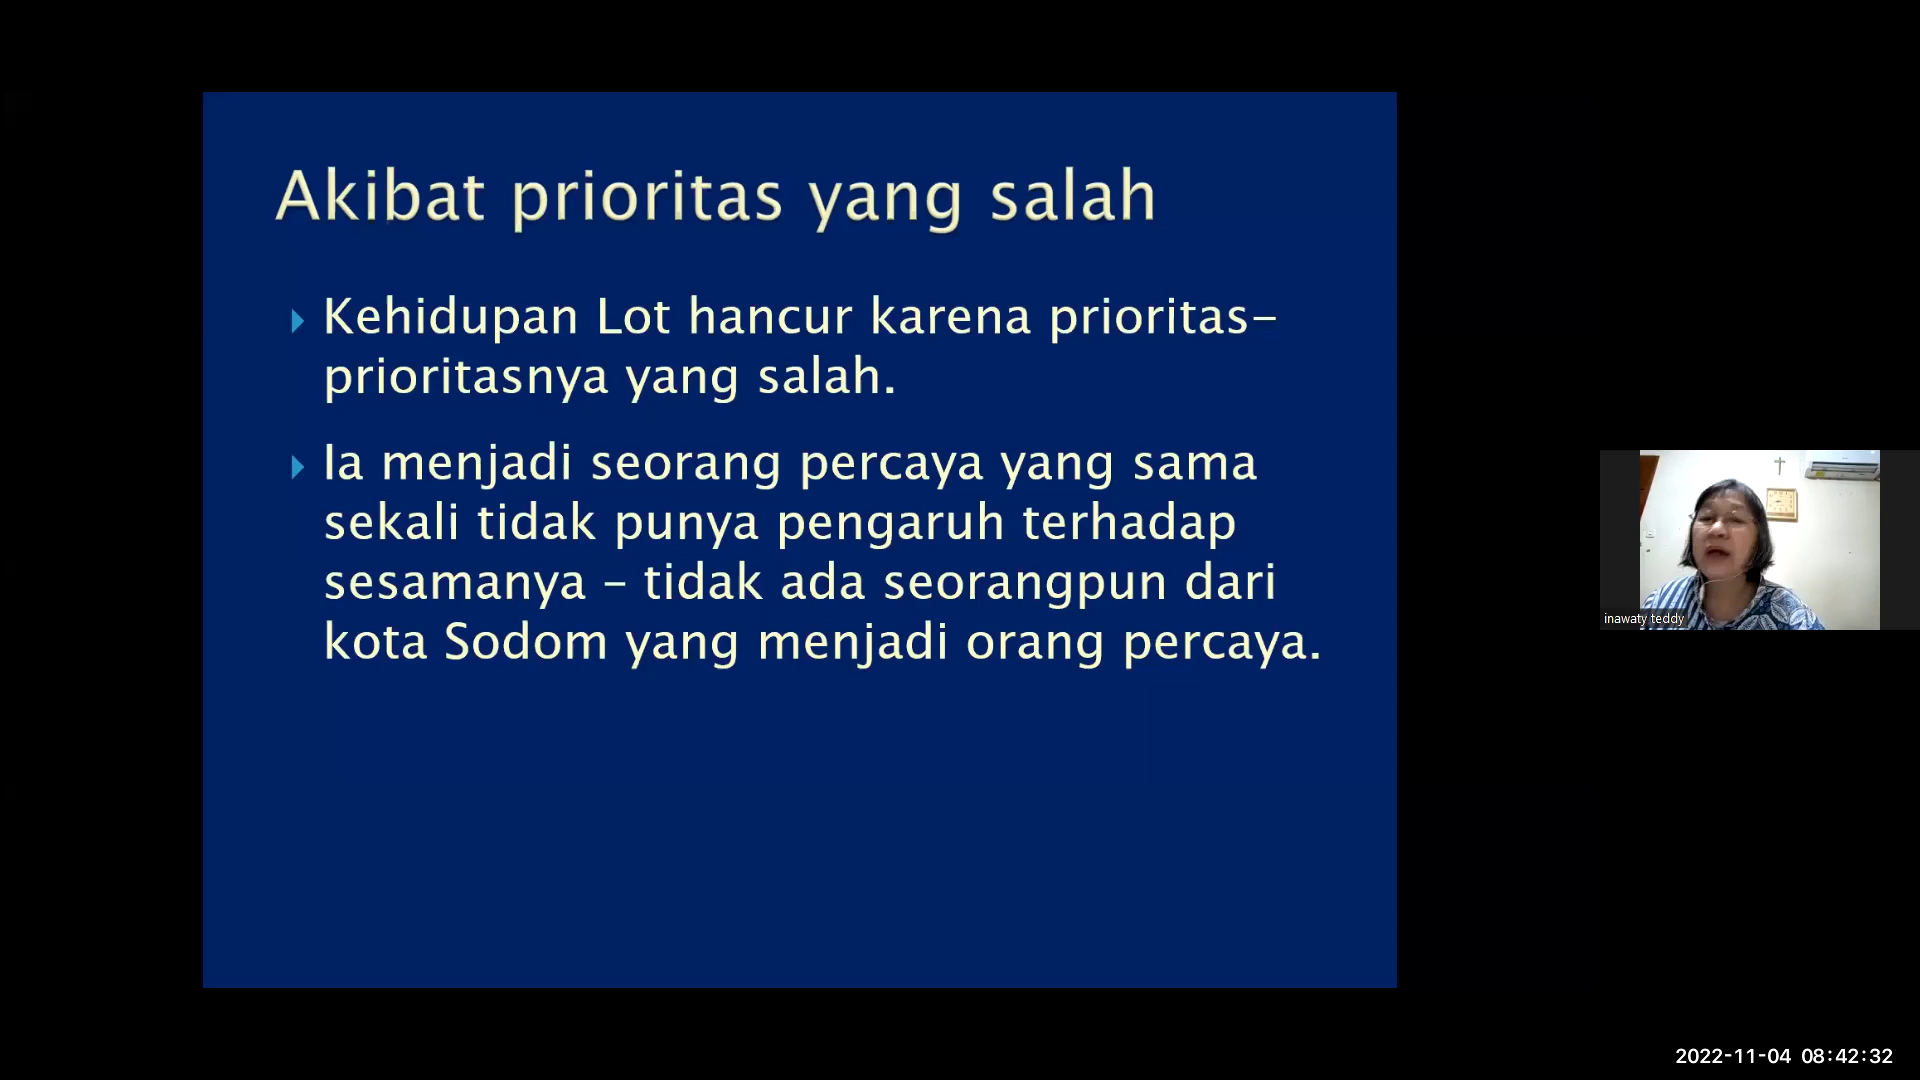 Akibat prioritas yang salah
Kehidupan Lot hancur karena prioritas-
prioritasnya yang salah.
Ia menjadi seorang percaya yang sama
sekali tidak punya pengaruh terhadap
sesamanya – tidak ada seorangpun dari
kota Sodom yang menjadi orang percaya.
inawaty teddy
2022-11-04 08:42:32